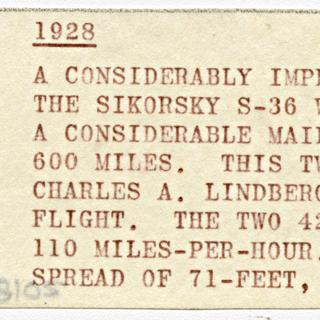 1928
A CONSIDERABLY IMP
THE SIKORSKY S-36
A CONSIDERABLE MAI
600 MILES. THIS TW
CHARLES A. LINDBERG
FLIGHT. THE TWO 42
110 MILES-PER-HOUR,
SPREAD OF 71-FEET,